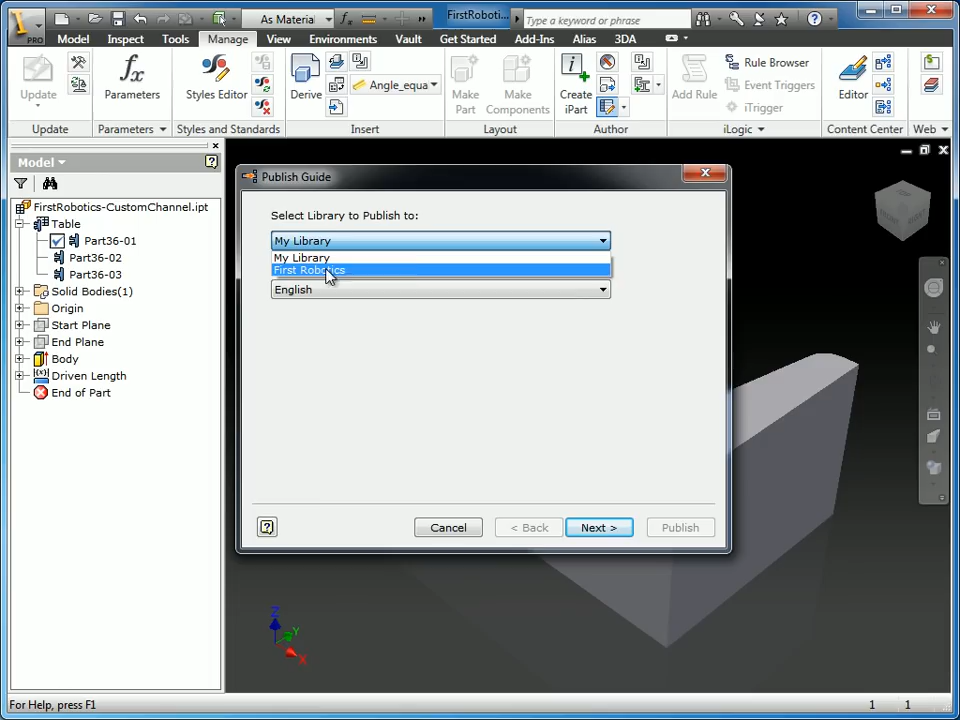 PRO
As Material
FirstRoboti...
Type a keyword or phrase
Model
Inspect
Tools
Manage
View
Environments
Vault
Get Started
Add-Ins
Alias
3DA
Update
Parameters
Styles Editor
Derive
Angle_equa
Make
Part
Make
Components
Create
iPart
Add Rule
Rule Browser
Event Triggers
iTrigger
Editor
Update
Parameters
Styles and Standards
Insert
Layout
Author
iLogic
Content Center
Web
Model
FirstRobotics-CustomChannel.ipt
Table
Part36-01
Part36-02
Part36-03
Solid Bodies(1)
Origin
Start Plane
End Plane
Body
Driven Length
End of Part
Publish Guide
Select Library to Publish to:
My Library
My Library
First Robotics
English
Cancel
< Back
Next >
Publish
Z
Y
X
For Help, press F1
1
1